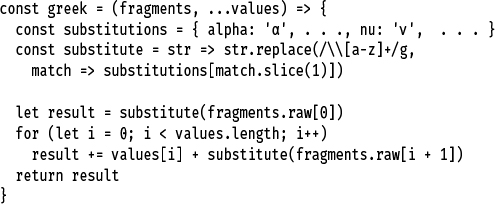 const greek = (fragments, ...values) => {
  const substitutions = { alpha: 'α', . . ., nu: 'ν',  . . . }
  const substitute = str => str.replace(/\\[a-z]+/g,
    match => substitutions[match.slice(1)])

  let result = substitute(fragments.raw[0])
  for (let i = 0; i < values.length; i++)
    result += values[i] + substitute(fragments.raw[i + 1])
  return result
}